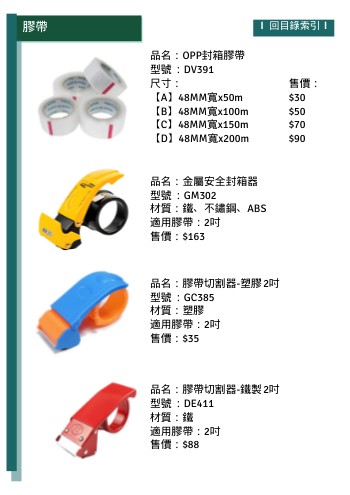 膠帶
回目錄索引
品名：OPP封箱膠帶
型號：DV391
尺寸： 售價：
【A】48MM寬x50m $30
【B】48MM寬x100m $50
【C】48MM寬x150m $70
【D】48MM寬x200m $90
品名：金屬安全封箱器
型號：GM302
材質：鐵、不鏽鋼、ABS
適用膠帶：2吋
售價：$163
品名：膠帶切割器-塑膠2吋
型號：GC385
材質：塑膠
適用膠帶：2吋
售價：$35
品名：膠帶切割器-鐵製2吋
型號：DE411
材質：鐵
適用膠帶：2吋
售價：$88